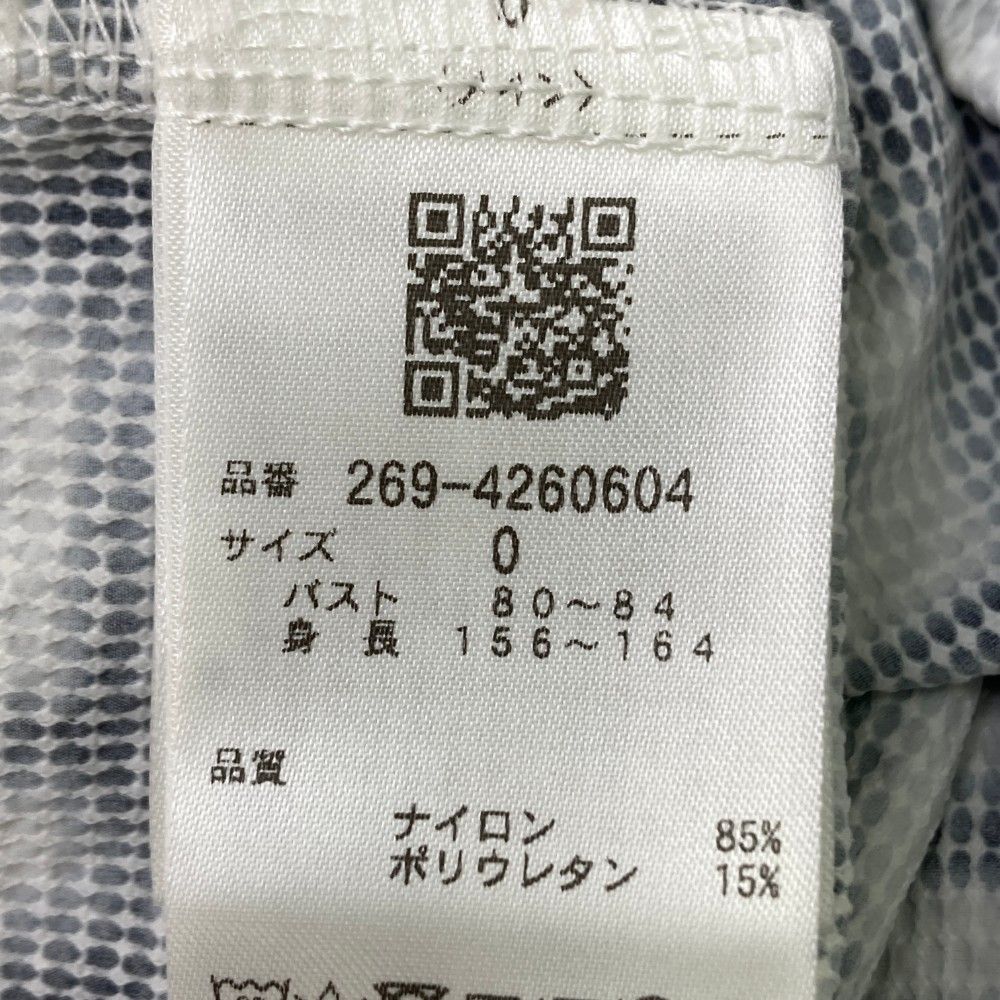 0
品番 269-4260604
サイズ 0
バスト 80～84
身長 156～164
品質
ナイロン 85%
ポリウレタン 15%